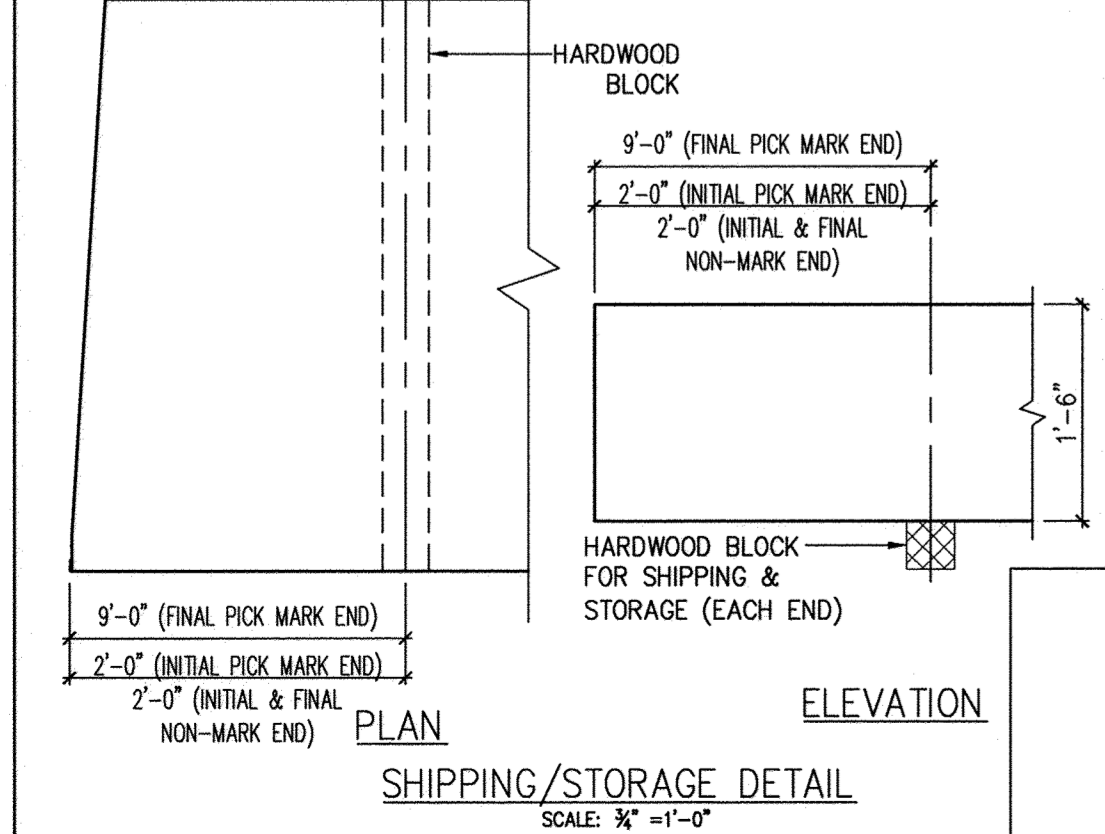 HARDWOOD
BLOCK
9'-0" (FINAL PICK MARK END)
2'-0" (INITIAL PICK MARK END)
2'-0" (INITIAL & FINAL
NON-MARK END)
1'-6"
HARDWOOD BLOCK
FOR SHIPPING &
STORAGE (EACH END)
9'-0" (FINAL PICK MARK END)
2'-0" (INITIAL PICK MARK END)
2'-0" (INITIAL & FINAL
NON-MARK END)
PLAN
ELEVATION
SHIPPING/STORAGE DETAIL
SCALE: ¾" =1'-0"